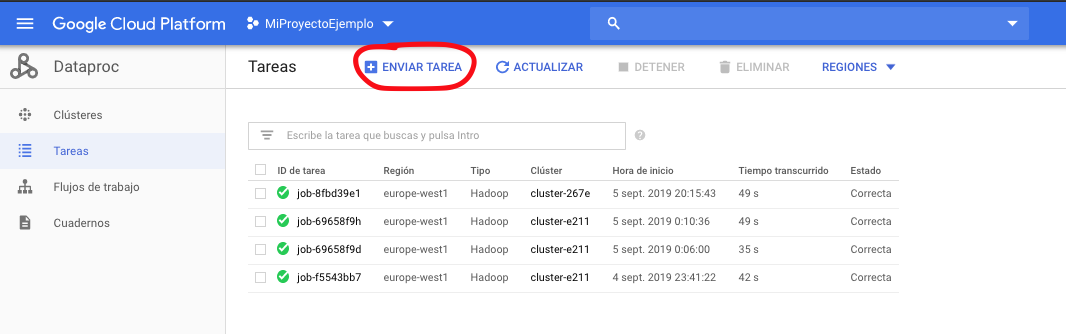 Google Cloud Platform MiProyectoEjemplo
Dataproc
Tareas ENVIAR TAREA ACTUALIZAR DETENER ELIMINAR REGIONES
Clústeres
Tareas
Flujos de trabajo
Cuadernos
Escribe la tarea que buscas y pulsa Intro
ID de tarea Región Tipo Clúster Hora de inicio Tiempo transcurrido Estado
job-8fbd39e1 europe-west1 Hadoop cluster-267e 5 sept. 2019 20:15:43 49 s Correcta
job-69658f9h europe-west1 Hadoop cluster-e211 5 sept. 2019 0:10:36 49 s Correcta
job-69658f9d europe-west1 Hadoop cluster-e211 5 sept. 2019 0:06:00 35 s Correcta
job-f5543bb7 europe-west1 Hadoop cluster-e211 4 sept. 2019 23:41:22 42 s Correcta